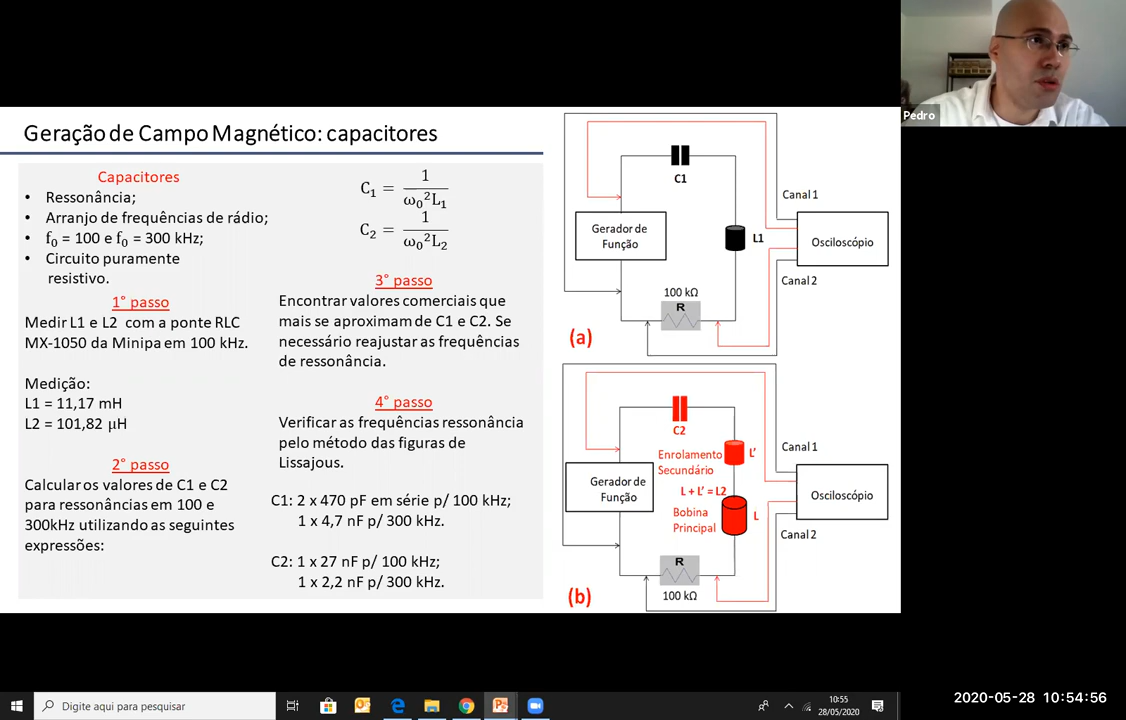 Pedro
Geração de Campo Magnético: capacitores
Capacitores
• Ressonância;
• Arranjo de frequências de rádio;
• f₀ = 100 e f₀ = 300 kHz;
• Circuito puramente
resistivo.
1° passo
Medir L1 e L2 com a ponte RLC
MX-1050 da Minipa em 100 kHz.
Medição:
L1 = 11,17 mH
L2 = 101,82 μH
2° passo
Calcular os valores de C1 e C2
para ressonâncias em 100 e
300kHz utilizando as seguintes
expressões:
C₁ = 1 / ω₀²L₁
C₂ = 1 / ω₀²L₂
3° passo
Encontrar valores comerciais que
mais se aproximam de C1 e C2. Se
necessário reajustar as frequências
de ressonância.
4° passo
Verificar as frequências ressonância
pelo método das figuras de
Lissajous.
C1: 2 x 470 pF em série p/ 100 kHz;
1 x 4,7 nF p/ 300 kHz.
C2: 1 x 27 nF p/ 100 kHz;
1 x 2,2 nF p/ 300 kHz.
C1
Canal 1
Gerador de
Função
L1
Osciloscópio
Canal 2
100 kΩ
R
(a)
C2
Canal 1
Enrolamento
Secundário
L'
Gerador de
Função
L + L' = L2
Bobina
Principal
L
Osciloscópio
Canal 2
R
100 kΩ
(b)
Digite aqui para pesquisar
10:55
28/05/2020
2020-05-28 10:54:56